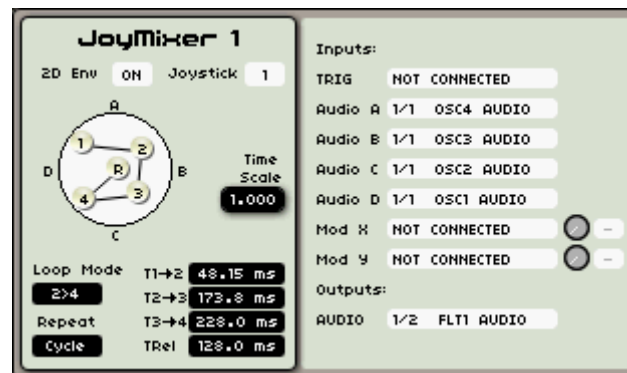 JoyMixer 1
2D Env ON Joystick 1
A
1
2
D
R
B
4
3
C
Time
Scale
1.000
Loop Mode
2>4
Repeat
Cycle
T1→2 48.15 ms
T2→3 173.8 ms
T3→4 228.0 ms
TRel 128.0 ms
Inputs:
TRIG NOT CONNECTED
Audio A 1/1 OSC4 AUDIO
Audio B 1/1 OSC3 AUDIO
Audio C 1/1 OSC2 AUDIO
Audio D 1/1 OSC1 AUDIO
Mod X NOT CONNECTED -
Mod Y NOT CONNECTED -
Outputs:
AUDIO 1/2 FLT1 AUDIO